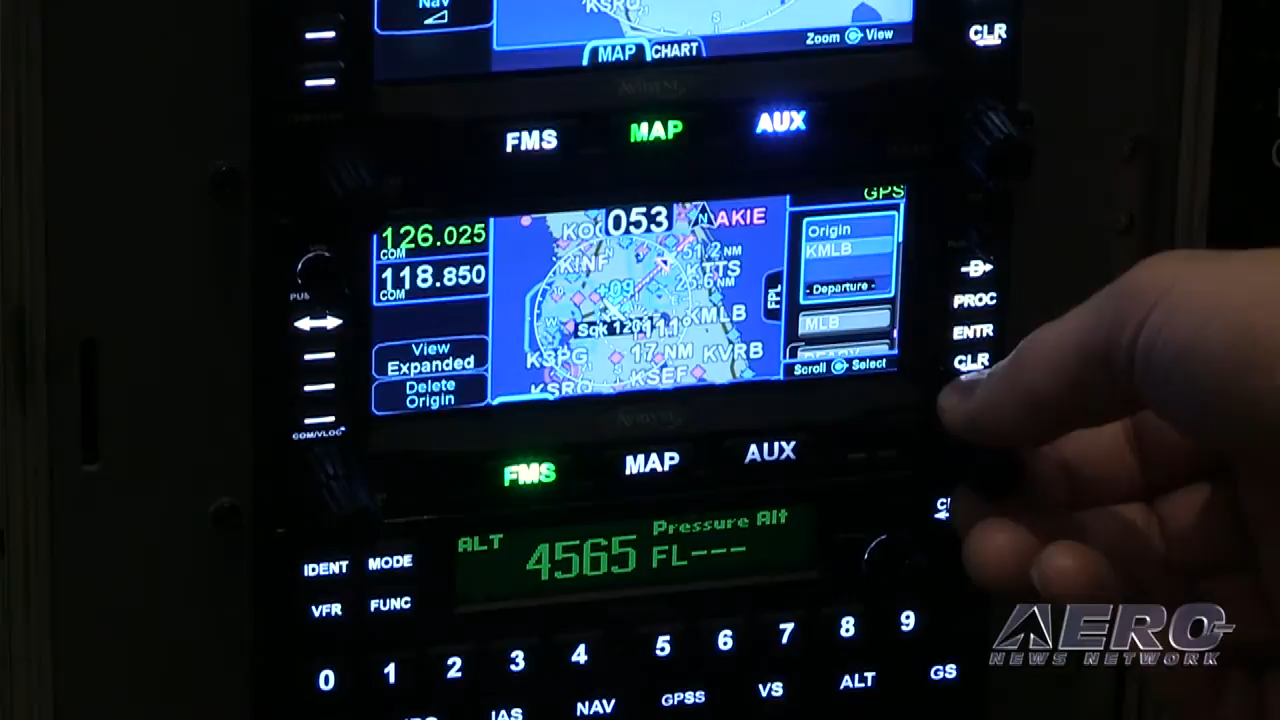 Nav
KSRQ
S
Zoom View
CLR
MAP CHART
AVIDYNE
FMS MAP AUX
GPS
126.025
COM
118.850
COM
053
AKIE
N
51.2 NM
KINF
KTTS
25.6 NM
KMLB
KSPG
17 NM
KVRB
KSEF
KSRQ
FPL
Origin
KMLB
Departure
MLB
Scroll Select
View
Expanded
Delete
Origin
PROC
ENTR
CLR
COM/VLOC
AVIDYNE
FMS MAP AUX
ALT 4565 Pressure Alt
FL---
IDENT MODE
VFR FUNC
0 1 2 3 4 5 6 7 8 9
IAS NAV GPSS VS ALT GS
AERO
NEWS NETWORK